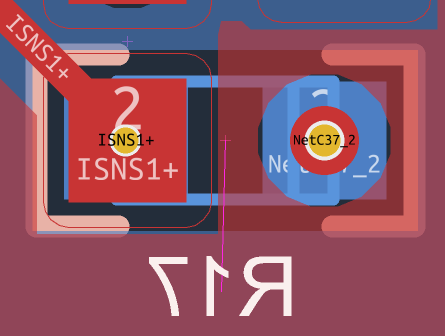 ISNS1+
2
ISNS1+
ISNS1+
NetC37_2
R17